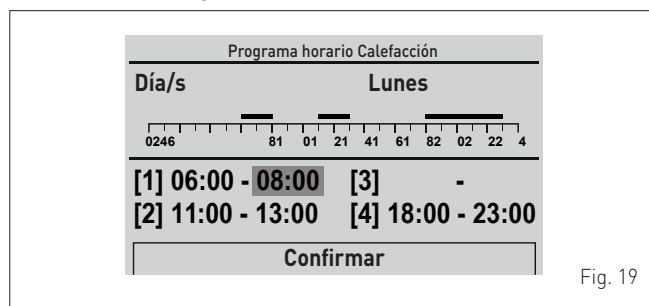 Programa horario Calefacción
Día/s Lunes
0246 81 01 21 41 61 82 02 22 4
[1] 06:00 - 08:00 [3] -
[2] 11:00 - 13:00 [4] 18:00 - 23:00
Confirmar
Fig. 19